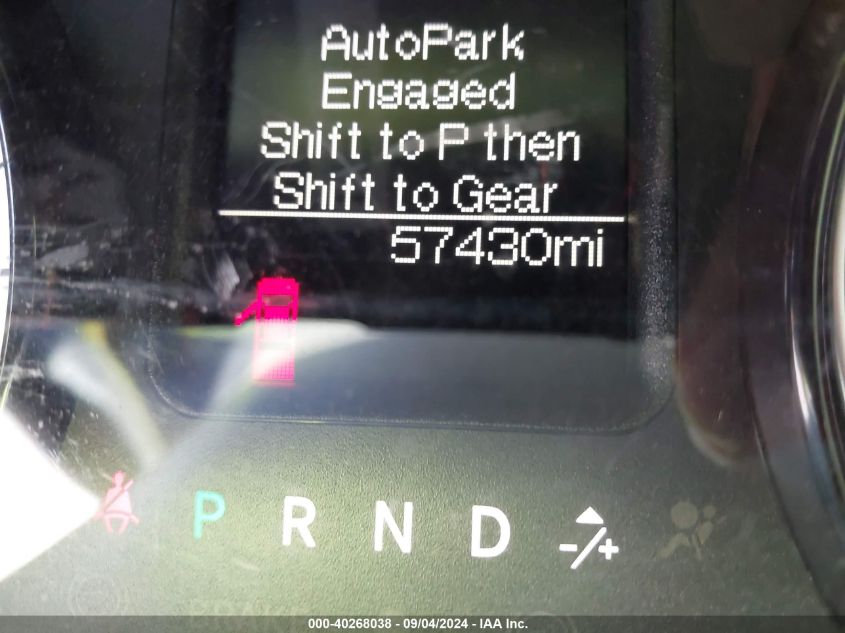 AutoPark
Engaged
Shift to P then
Shift to Gear
57430mi
P R N D -/+
000-40268038 - 09/04/2024 - IAA Inc.